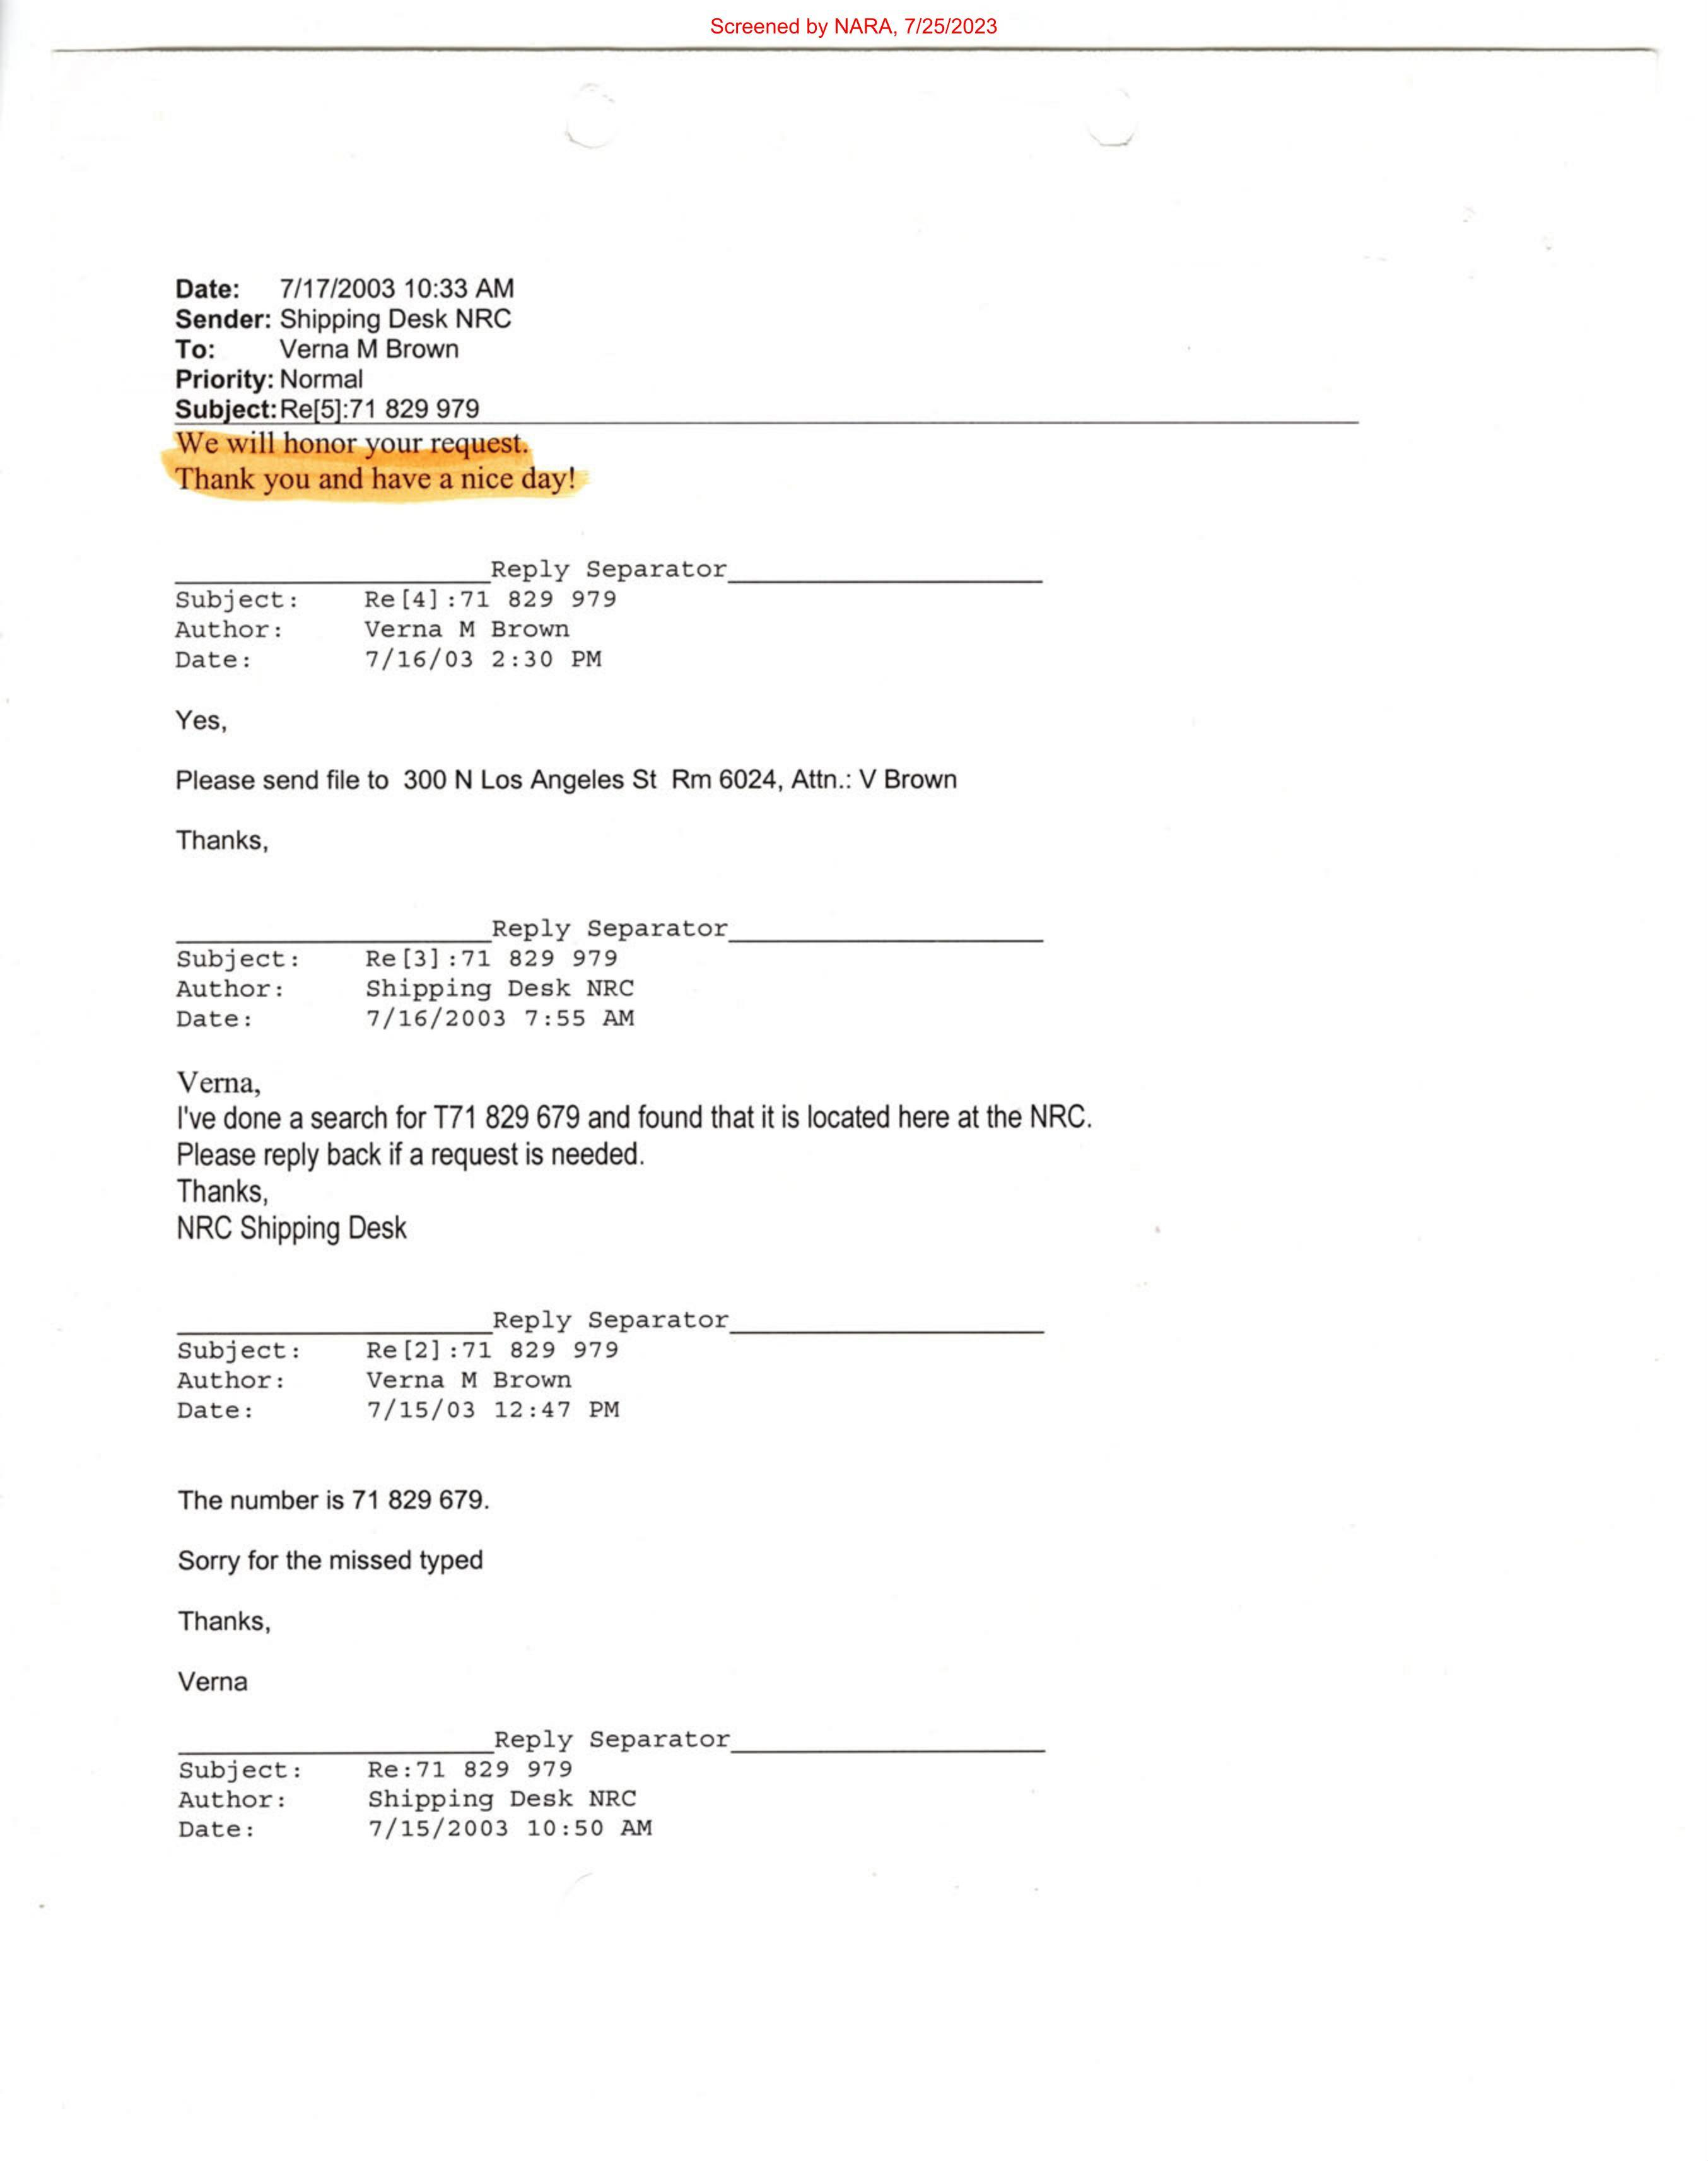 Screened by NARA, 7/25/2023
Date: 7/17/2003 10:33 AM
Sender: Shipping Desk NRC
To: Verna M Brown
Priority: Normal
Subject: Re[5]:71 829 979
We will honor your request.
Thank you and have a nice day!
____________________Reply Separator____________________
Subject: Re[4]:71 829 979
Author: Verna M Brown
Date: 7/16/03 2:30 PM
Yes,
Please send file to 300 N Los Angeles St Rm 6024, Attn.: V Brown
Thanks,
____________________Reply Separator____________________
Subject: Re[3]:71 829 979
Author: Shipping Desk NRC
Date: 7/16/2003 7:55 AM
Verna,
I've done a search for T71 829 679 and found that it is located here at the NRC.
Please reply back if a request is needed.
Thanks,
NRC Shipping Desk
____________________Reply Separator____________________
Subject: Re[2]:71 829 979
Author: Verna M Brown
Date: 7/15/03 12:47 PM
The number is 71 829 679.
Sorry for the missed typed
Thanks,
Verna
____________________Reply Separator____________________
Subject: Re:71 829 979
Author: Shipping Desk NRC
Date: 7/15/2003 10:50 AM